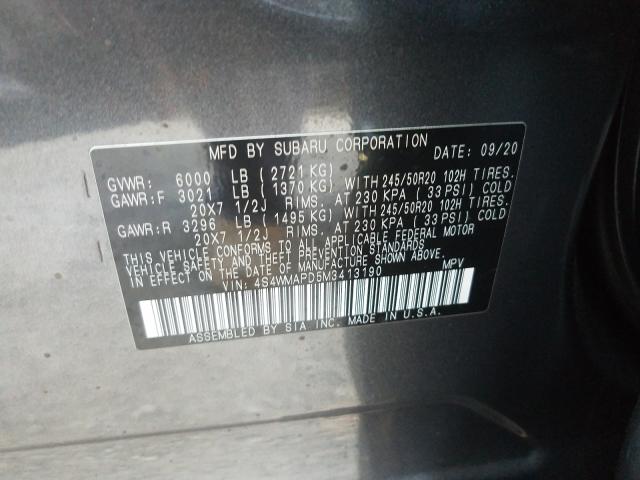 MFD BY SUBARU CORPORATION DATE: 09/20
GVWR: 6000 LB (2721 KG)
GAWR:F 3021 LB (1370 KG) WITH 245/50R20 102H TIRES.
20X7 1/2J RIMS. AT 230 KPA (33 PSI) COLD
GAWR:R 3296 LB (1495 KG) WITH 245/50R20 102H TIRES.
20X7 1/2J RIMS. AT 230 KPA (33 PSI) COLD
THIS VEHICLE CONFORMS TO ALL APPLICABLE FEDERAL MOTOR
VEHICLE SAFETY AND BUMPER AND THEFT PREVENTION STANDARDS
IN EFFECT ON THE DATE OF MANUFACTURE SHOWN ABOVE.
VIN: 4S4WMAPD5M3413190 MPV
ASSEMBLED BY SIA INC. MADE IN U.S.A.